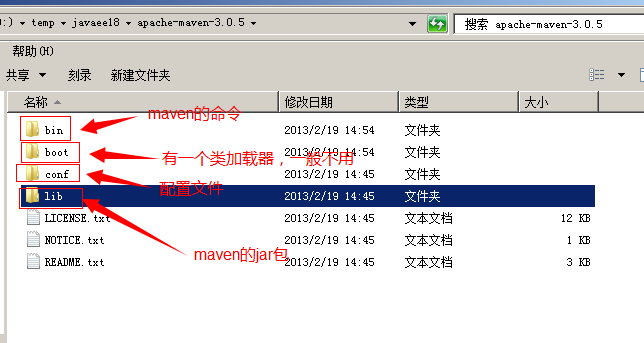 :) ▸ temp ▸ javaee18 ▸ apache-maven-3.0.5 ▸
搜索 apache-maven-3.0.5
帮助(H)
共享 刻录 新建文件夹
名称 修改日期 类型 大小
maven的命令
bin 2013/2/19 14:54 文件夹
boot 2013/2/19 14:54 文件夹
有一个类加载器，一般不用
conf 2013/2/19 14:45 文件夹
配置文件
lib 2013/2/19 14:45 文件夹
LICENSE.txt 2013/2/19 14:45 文本文档 12 KB
NOTICE.txt 2013/2/19 14:45 文本文档 1 KB
maven的jar包
README.txt 2013/2/19 14:45 文本文档 3 KB